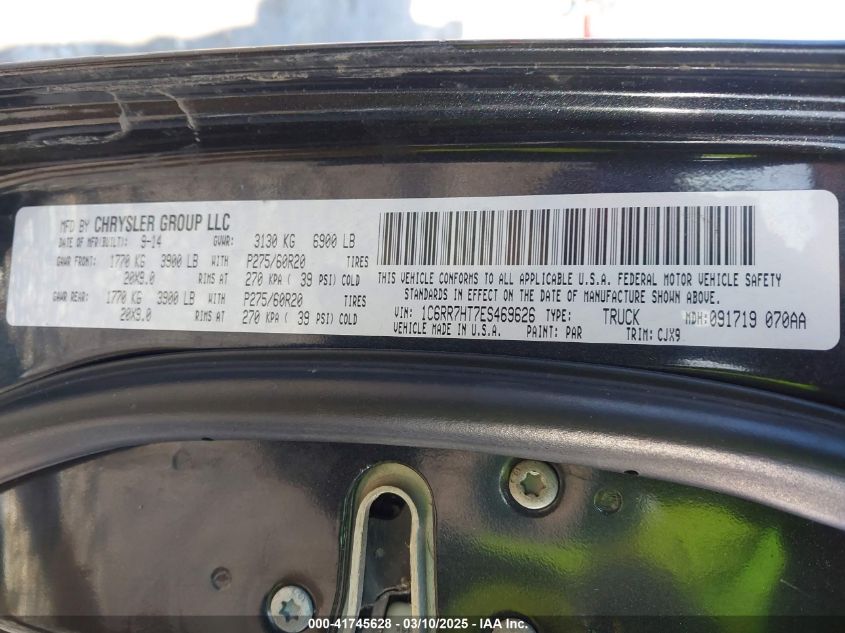 MFD BY CHRYSLER GROUP LLC
DATE OF MFD(BUILT): 9-14 GVWR: 3130 KG 6900 LB
GAWR FRONT: 1770 KG 3900 LB WITH P275/60R20 TIRES
20X9.0 RIMS AT 270 KPA ( 39 PSI) COLD
GAWR REAR: 1770 KG 3900 LB WITH P275/60R20 TIRES
20X9.0 RIMS AT 270 KPA ( 39 PSI) COLD
THIS VEHICLE CONFORMS TO ALL APPLICABLE U.S.A. FEDERAL MOTOR VEHICLE SAFETY
STANDARDS IN EFFECT ON THE DATE OF MANUFACTURE SHOWN ABOVE.
VIN: 1C6RR7HT7ES469626 TYPE: TRUCK MDH: 091719 070AA
VEHICLE MADE IN U.S.A. PAINT: PAR TRIM: CJX9
000-41745628 - 03/10/2025 - IAA Inc.